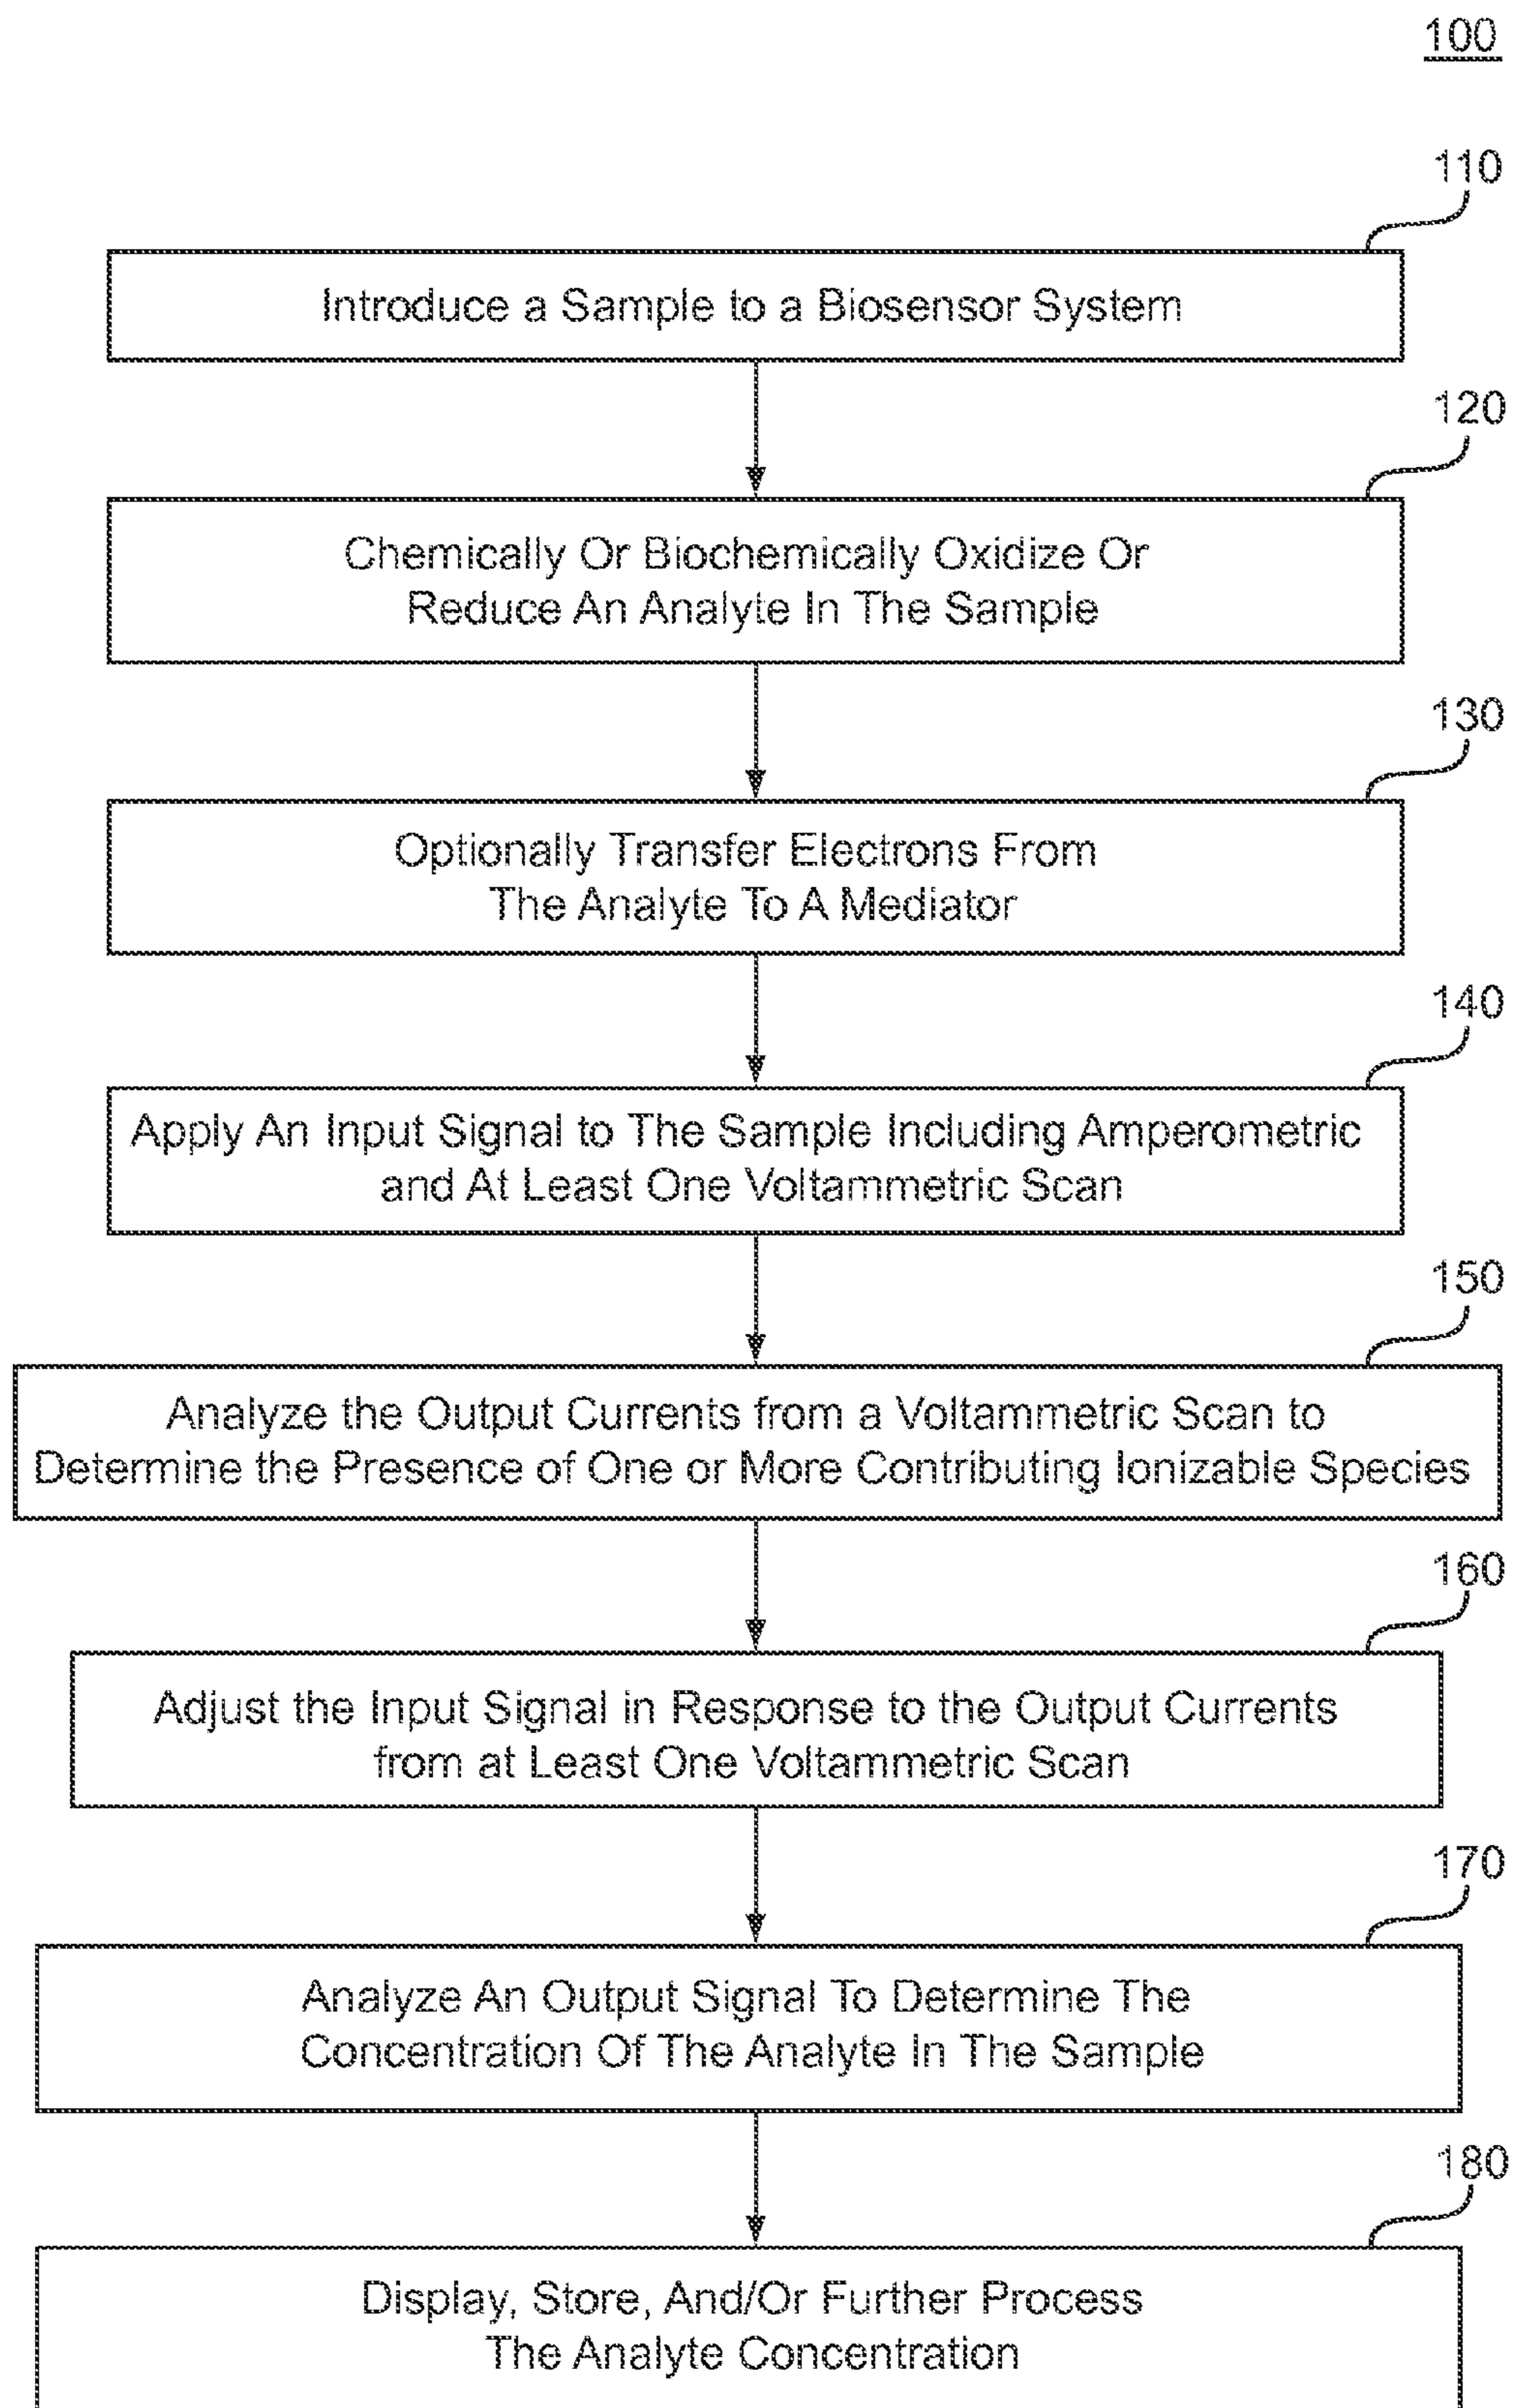 100
110
Introduce a Sample to a Biosensor System
120
Chemically Or Biochemically Oxidize Or
Reduce An Analyte In The Sample
130
Optionally Transfer Electrons From
The Analyte To A Mediator
140
Apply An Input Signal to The Sample Including Amperometric
and At Least One Voltammetric Scan
150
Analyze the Output Currents from a Voltammetric Scan to
Determine the Presence of One or More Contributing Ionizable Species
160
Adjust the Input Signal in Response to the Output Currents
from at Least One Voltammetric Scan
170
Analyze An Output Signal To Determine The
Concentration Of The Analyte In The Sample
180
Display, Store, And/Or Further Process
The Analyte Concentration